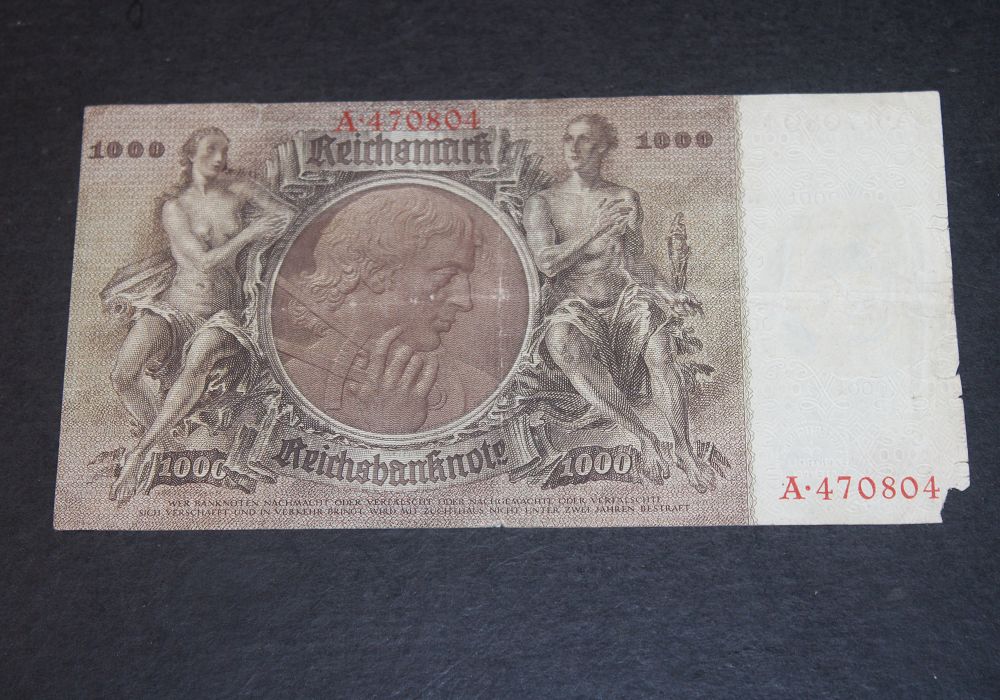 A·470804
1000 Reichsmark 1000
Reichsbanknote
1000 1000
WER BANKNOTEN NACHMACHT ODER VERFÄLSCHT, ODER NACHGEMACHTE ODER VERFÄLSCHTE
SICH VERSCHAFFT UND IN VERKEHR BRINGT, WIRD MIT ZUCHTHAUS NICHT UNTER ZWEI JAHREN BESTRAFT
A·470804